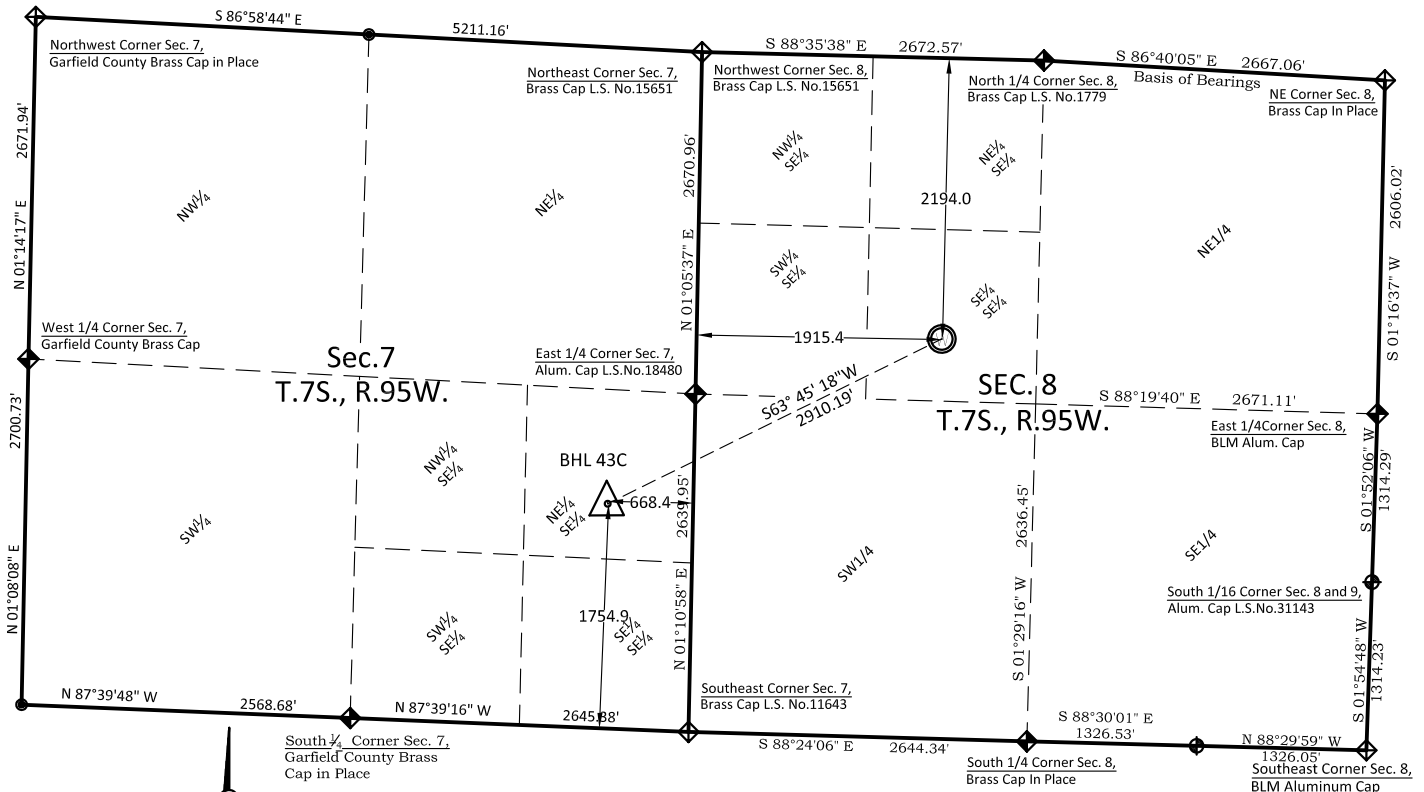 S 86°58'44" E
5211.16'
S 88°35'38" E
2672.57'
S 86°40'05" E
2667.06'
Basis of Bearings
Northwest Corner Sec. 7,
Garfield County Brass Cap in Place
Northeast Corner Sec. 7,
Brass Cap L.S. No.15651
Northwest Corner Sec. 8,
Brass Cap L.S. No.15651
North 1/4 Corner Sec. 8,
Brass Cap L.S. No.1779
NE Corner Sec. 8,
Brass Cap In Place
2671.94'
N 01°14'17" E
2670.96'
N 01°05'37" E
2606.02'
S 01°16'37" W
NW¼
NE¼
NW¼
SE¼
NE¼
SE¼
2194.0
SW¼
SE¼
SE¼
SE¼
NE1/4
1915.4
West 1/4 Corner Sec. 7,
Garfield County Brass Cap
Sec.7
T.7S., R.95W.
East 1/4 Corner Sec. 7,
Alum. Cap L.S.No.18480
S63° 45' 18"W
2910.19'
SEC. 8
T.7S., R.95W.
S 88°19'40" E
2671.11'
East 1/4Corner Sec. 8,
BLM Alum. Cap
2700.73'
N 01°08'08" E
BHL 43C
NW¼
SE¼
NE¼
SE¼
668.4
2639.95'
N 01°10'58" E
SW¼
SW1/4
2636.45'
S 01°29'16" W
SE1/4
S 01°52'06" W
1314.29'
South 1/16 Corner Sec. 8 and 9,
Alum. Cap L.S.No.31143
SW¼
SE¼
1754.9
SE¼
SE¼
S 01°54'48" W
1314.23'
N 87°39'48" W
2568.68'
N 87°39'16" W
2645.88'
Southeast Corner Sec. 7,
Brass Cap L.S. No.11643
South ¼ Corner Sec. 7,
Garfield County Brass
Cap in Place
S 88°24'06" E
2644.34'
S 88°30'01" E
1326.53'
N 88°29'59" W
1326.05'
South 1/4 Corner Sec. 8,
Brass Cap In Place
Southeast Corner Sec. 8,
BLM Aluminum Cap